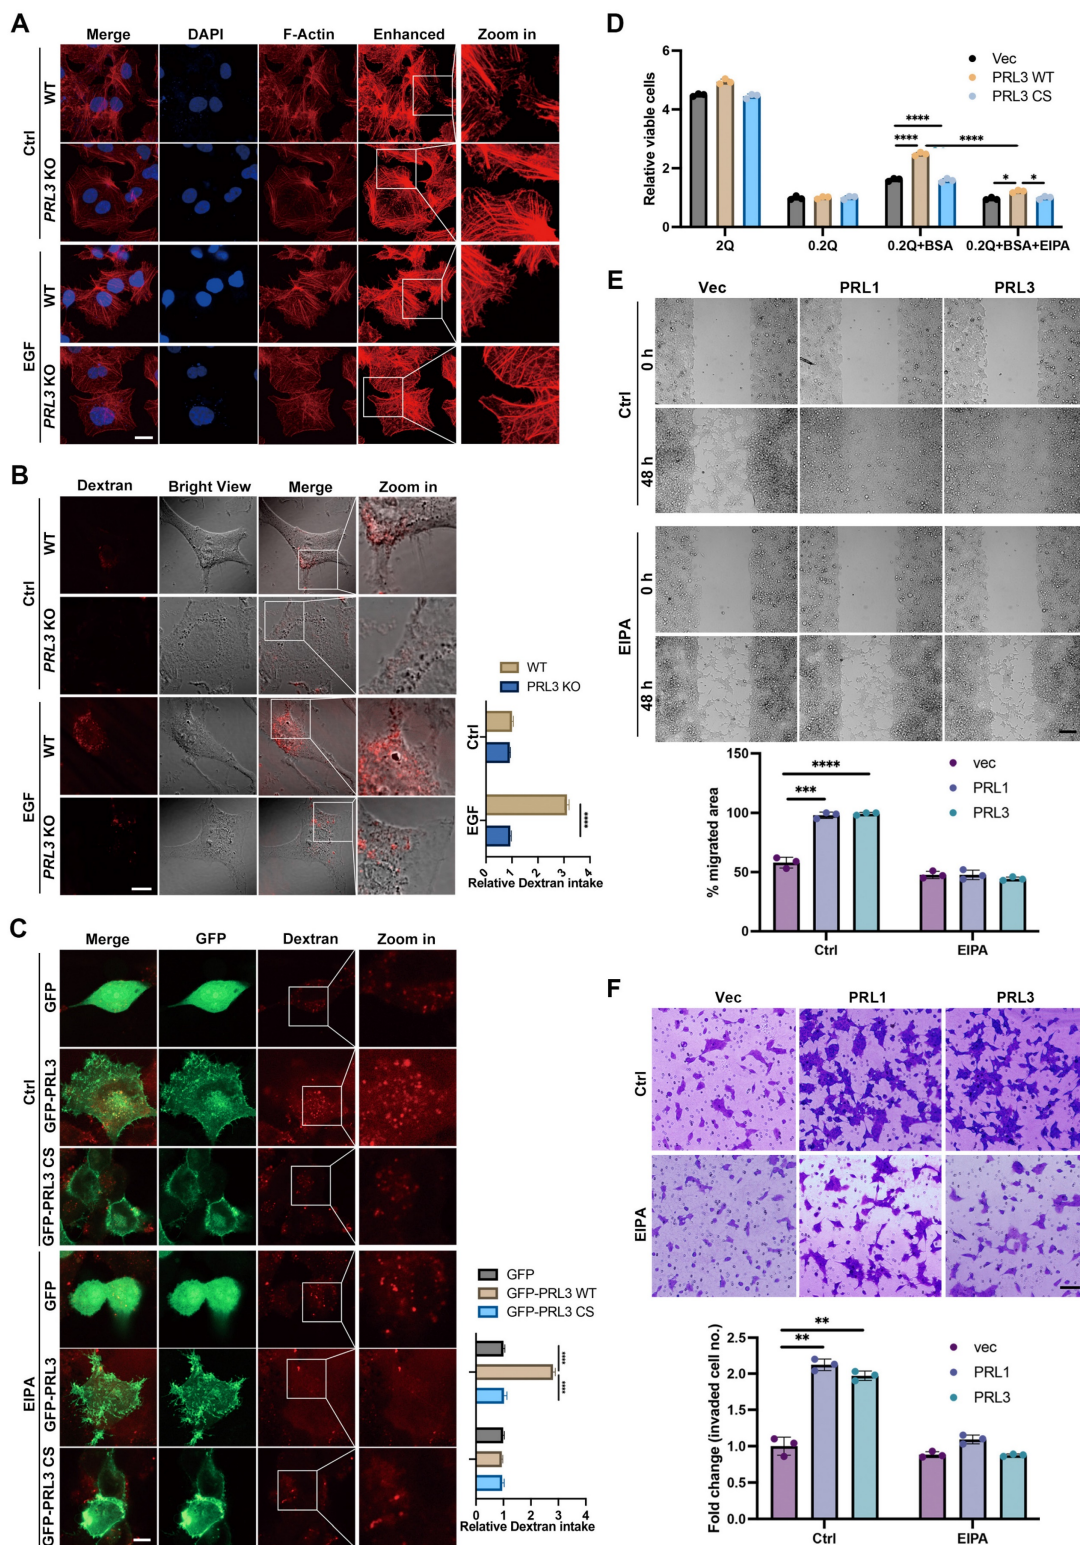 A
Merge DAPI F-Actin Enhanced Zoom in
Ctrl
WT
PRL3 KO
EGF
WT
PRL3 KO
B
Dextran Bright View Merge Zoom in
Ctrl
WT
PRL3 KO
EGF
WT
PRL3 KO
WT
PRL3 KO
Ctrl
EGF
****
0 1 2 3 4
Relative Dextran intake
C
Merge GFP Dextran Zoom in
Ctrl
GFP
GFP-PRL3
GFP-PRL3 CS
EIPA
GFP
GFP-PRL3
GFP-PRL3 CS
GFP
GFP-PRL3 WT
GFP-PRL3 CS
****
****
0 1 2 3 4
Relative Dextran intake
D
Relative viable cells
6
4
2
0
Vec
PRL3 WT
PRL3 CS
****
****
****
* *
2Q 0.2Q 0.2Q+BSA 0.2Q+BSA+EIPA
E
Vec PRL1 PRL3
Ctrl
0 h
48 h
EIPA
0 h
48 h
% migrated area
150
100
50
0
vec
PRL1
PRL3
****
***
Ctrl EIPA
F
Vec PRL1 PRL3
Ctrl
EIPA
Fold change (invaded cell no.)
2.5
2.0
1.5
1.0
0.5
0.0
vec
PRL1
PRL3
**
**
Ctrl EIPA